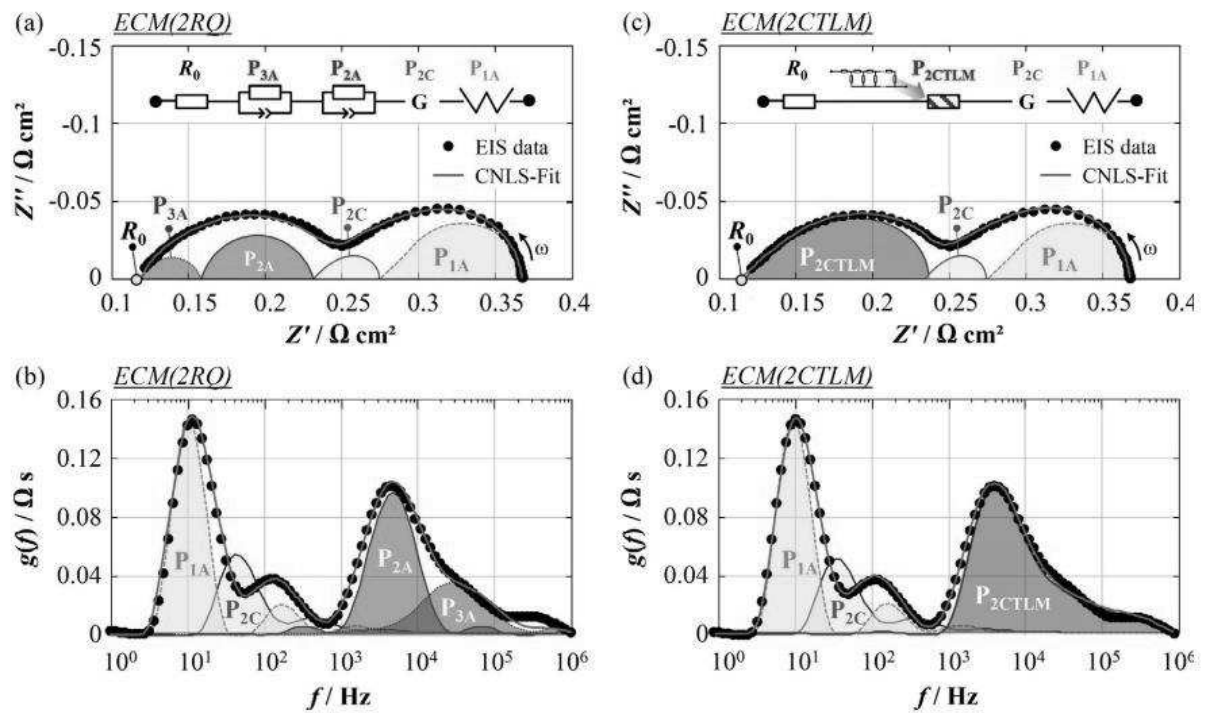 (a) ECM(2RQ)
-0.15
-0.1
-0.05
0
Z'' / Ω cm²
R₀ P₃A P₂A P₂C P₁A
G
EIS data
CNLS-Fit
P₃A
P₂C
R₀
P₂A
P₁A
ω
0.1 0.15 0.2 0.25 0.3 0.35 0.4
Z' / Ω cm²
(c) ECM(2CTLM)
-0.15
-0.1
-0.05
0
Z'' / Ω cm²
R₀ P₂CTLM P₂C P₁A
G
EIS data
CNLS-Fit
P₂C
R₀
P₂CTLM
P₁A
ω
0.1 0.15 0.2 0.25 0.3 0.35 0.4
Z' / Ω cm²
(b) ECM(2RQ)
0.16
0.12
0.08
0.04
0
g(f) / Ω s
P₁A
P₂C
P₂A
P₃A
10⁰ 10¹ 10² 10³ 10⁴ 10⁵ 10⁶
f / Hz
(d) ECM(2CTLM)
0.16
0.12
0.08
0.04
0
g(f) / Ω s
P₁A
P₂C
P₂CTLM
10⁰ 10¹ 10² 10³ 10⁴ 10⁵ 10⁶
f / Hz